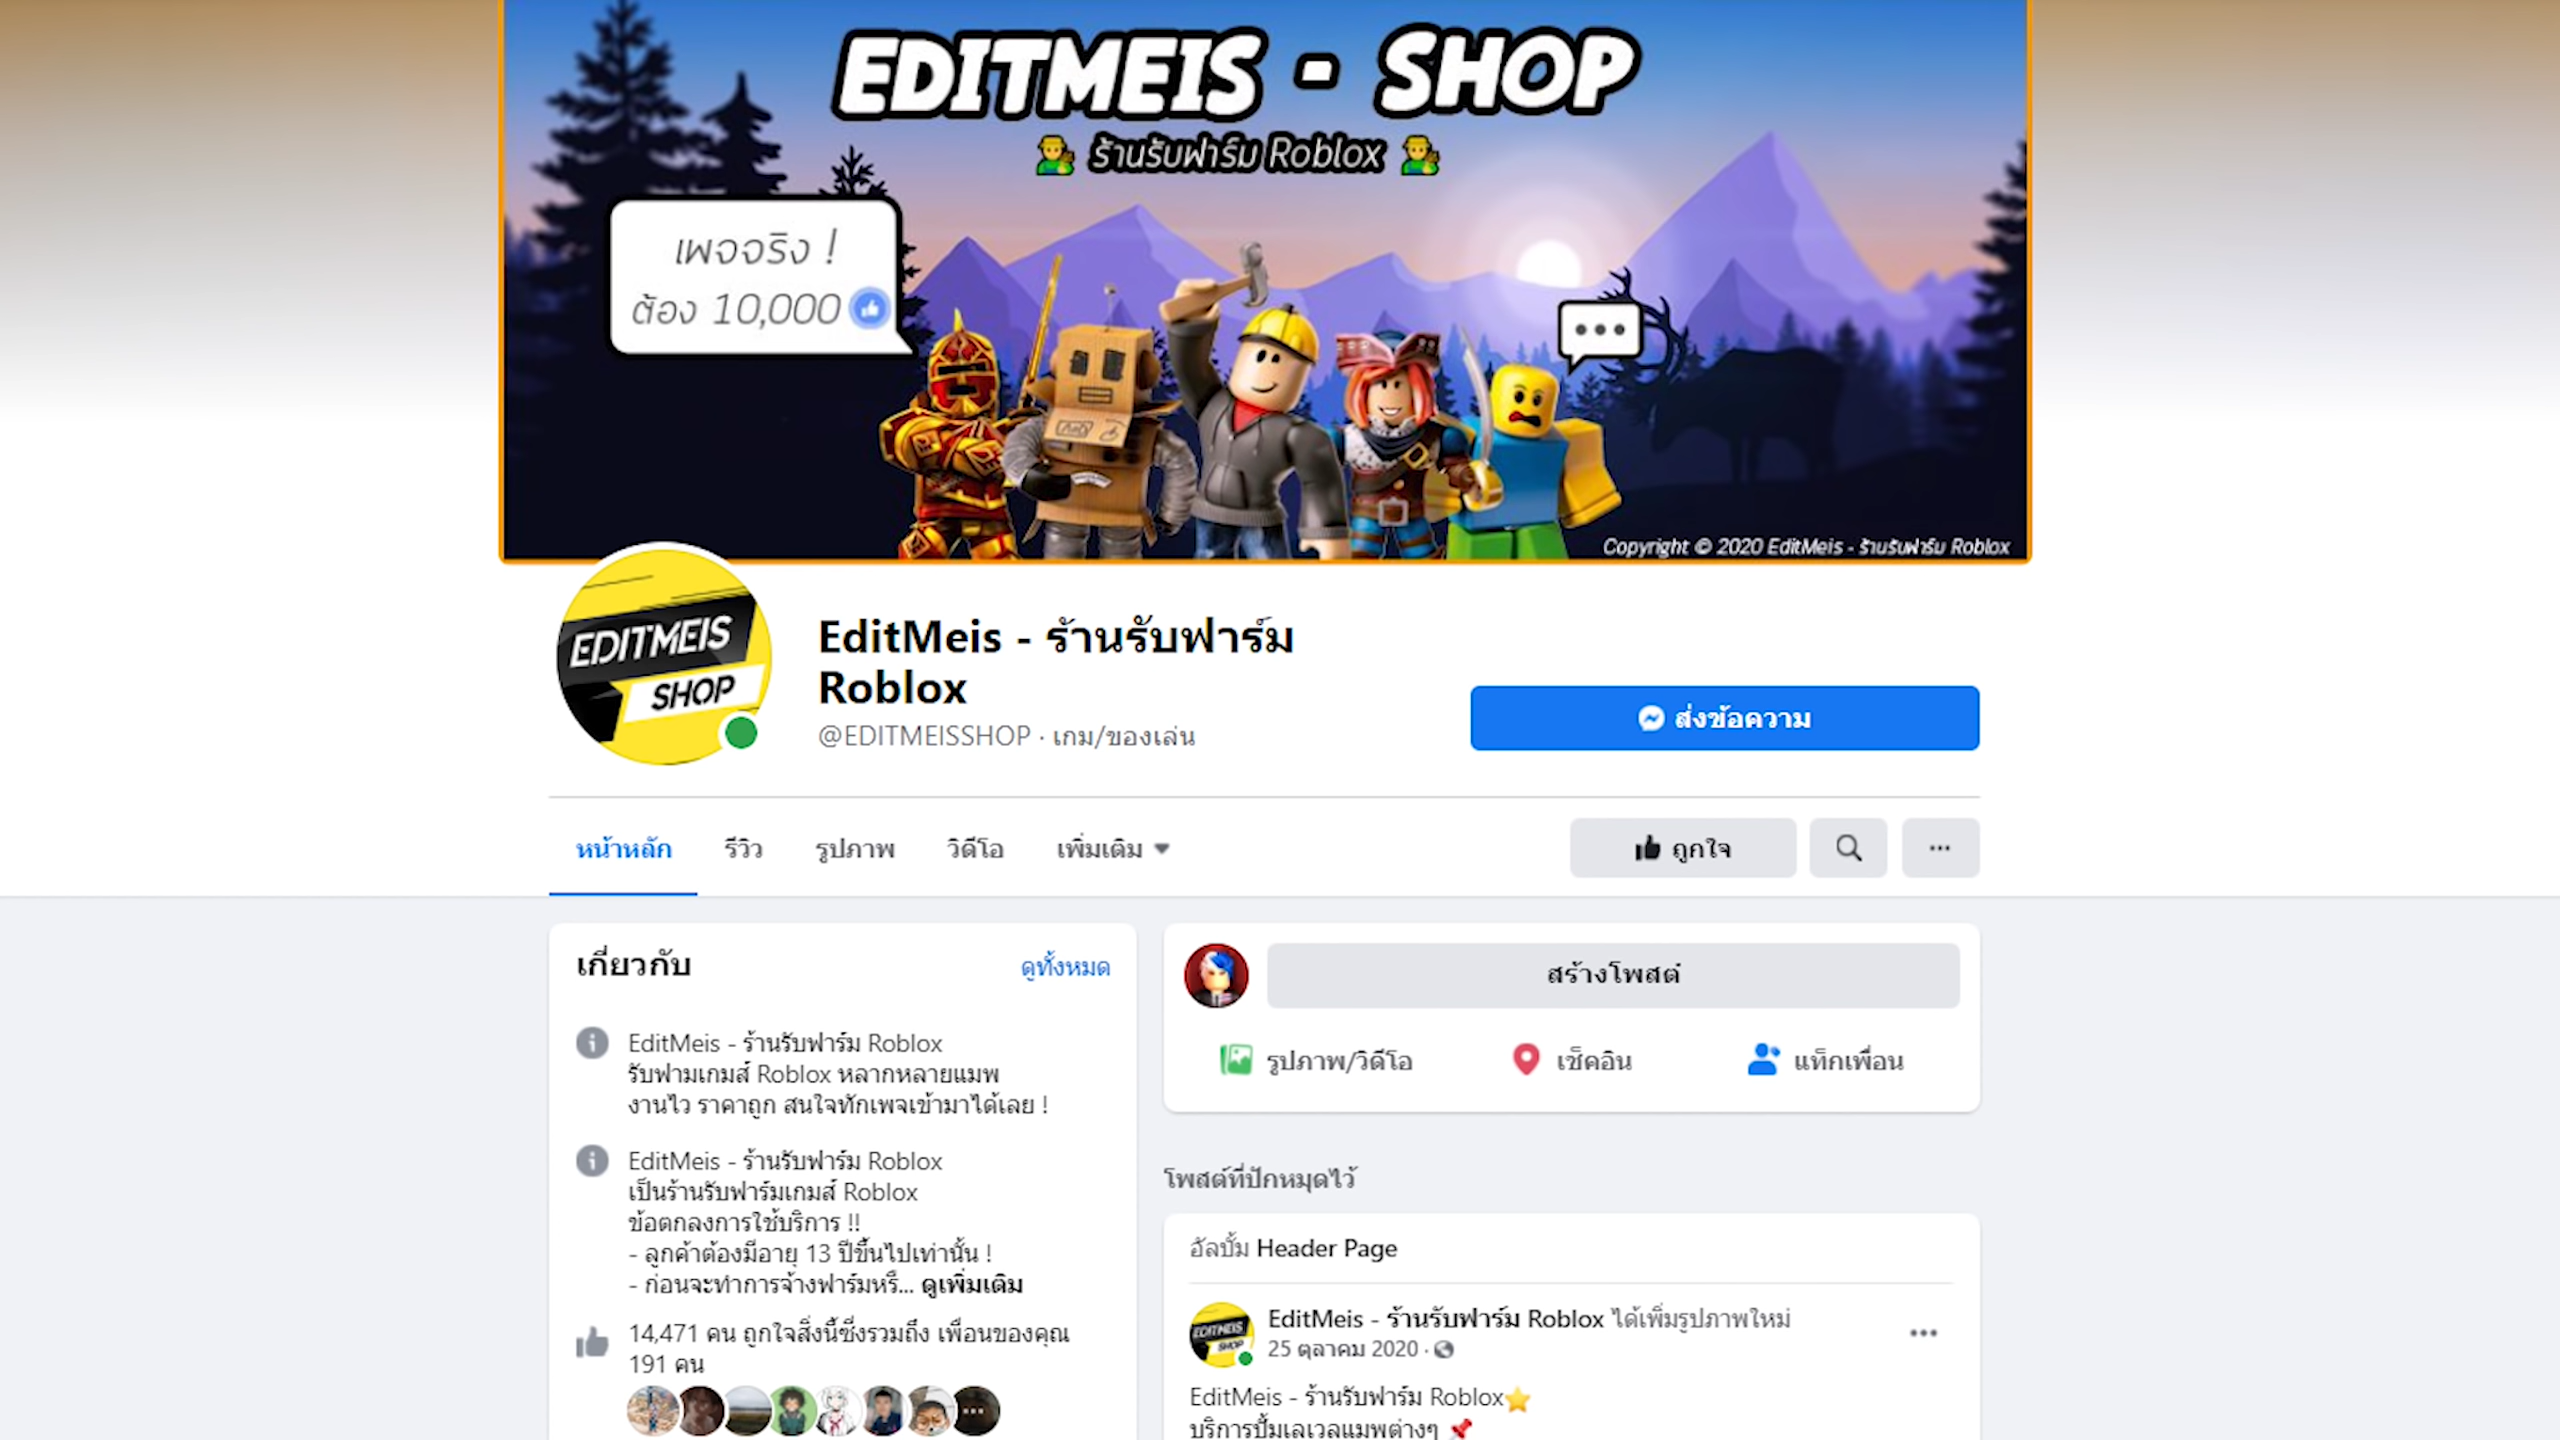 EDITMEIS - SHOP
ร้านรับฟาร์ม Roblox
เพจจริง !
ต้อง 10,000
Copyright © 2020 EditMeis - ร้านรับฟาร์ม Roblox
EDITMEIS
SHOP
EditMeis - ร้านรับฟาร์ม
Roblox
@EDITMEISSHOP · เกม/ของเล่น
ส่งข้อความ
หน้าหลัก รีวิว รูปภาพ วิดีโอ เพิ่มเติม
ถูกใจ
เกี่ยวกับ ดูทั้งหมด
EditMeis - ร้านรับฟาร์ม Roblox
รับฟามเกมส์ Roblox หลากหลายแมพ
งานไว ราคาถูก สนใจทักเพจเข้ามาได้เลย !
EditMeis - ร้านรับฟาร์ม Roblox
เป็นร้านรับฟาร์มเกมส์ Roblox
ข้อตกลงการใช้บริการ !!
- ลูกค้าต้องมีอายุ 13 ปีขึ้นไปเท่านั้น !
- ก่อนจะทำการจ้างฟาร์มหรื... ดูเพิ่มเติม
14,471 คน ถูกใจสิ่งนี้ซึ่งรวมถึง เพื่อนของคุณ
191 คน
สร้างโพสต์
รูปภาพ/วิดีโอ เช็คอิน แท็กเพื่อน
โพสต์ที่ปักหมุดไว้
อัลบั้ม Header Page
EDITMEIS
SHOP
EditMeis - ร้านรับฟาร์ม Roblox ได้เพิ่มรูปภาพใหม่
25 ตุลาคม 2020 ·
EditMeis - ร้านรับฟาร์ม Roblox⭐
บริการปั้มเลเวลแมพต่างๆ 📌